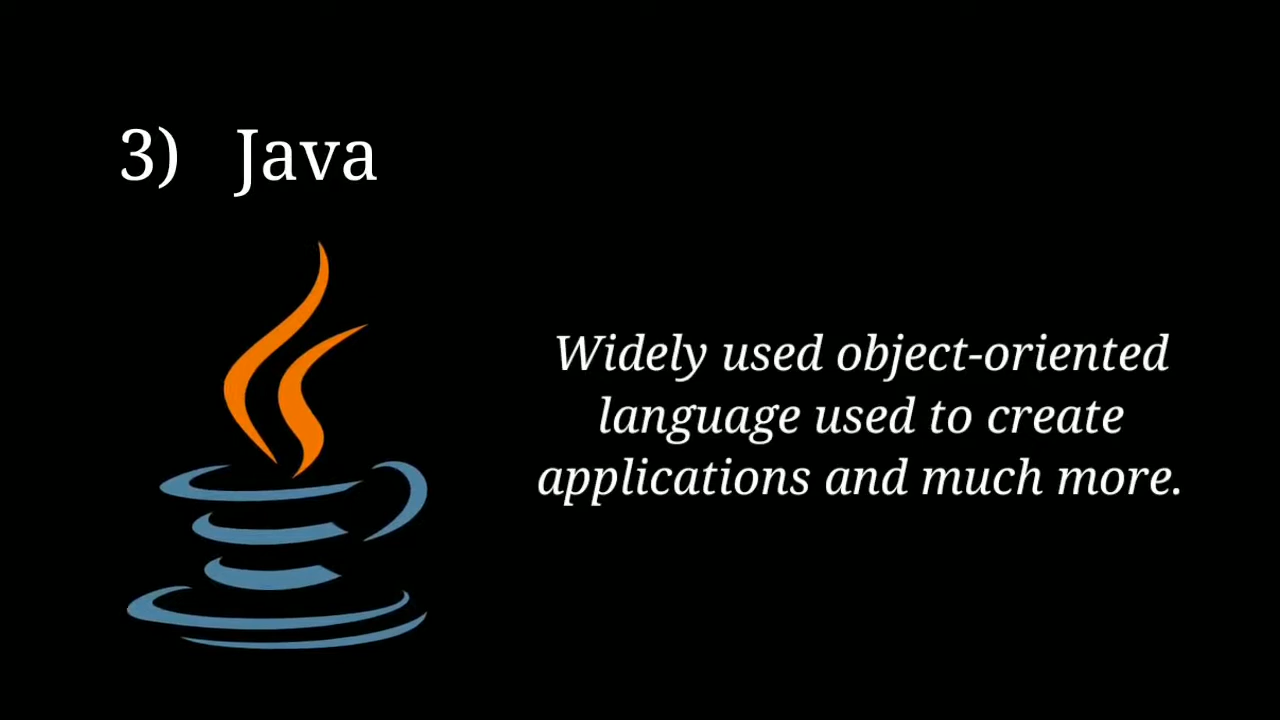 3) Java
Widely used object-oriented
language used to create
applications and much more.